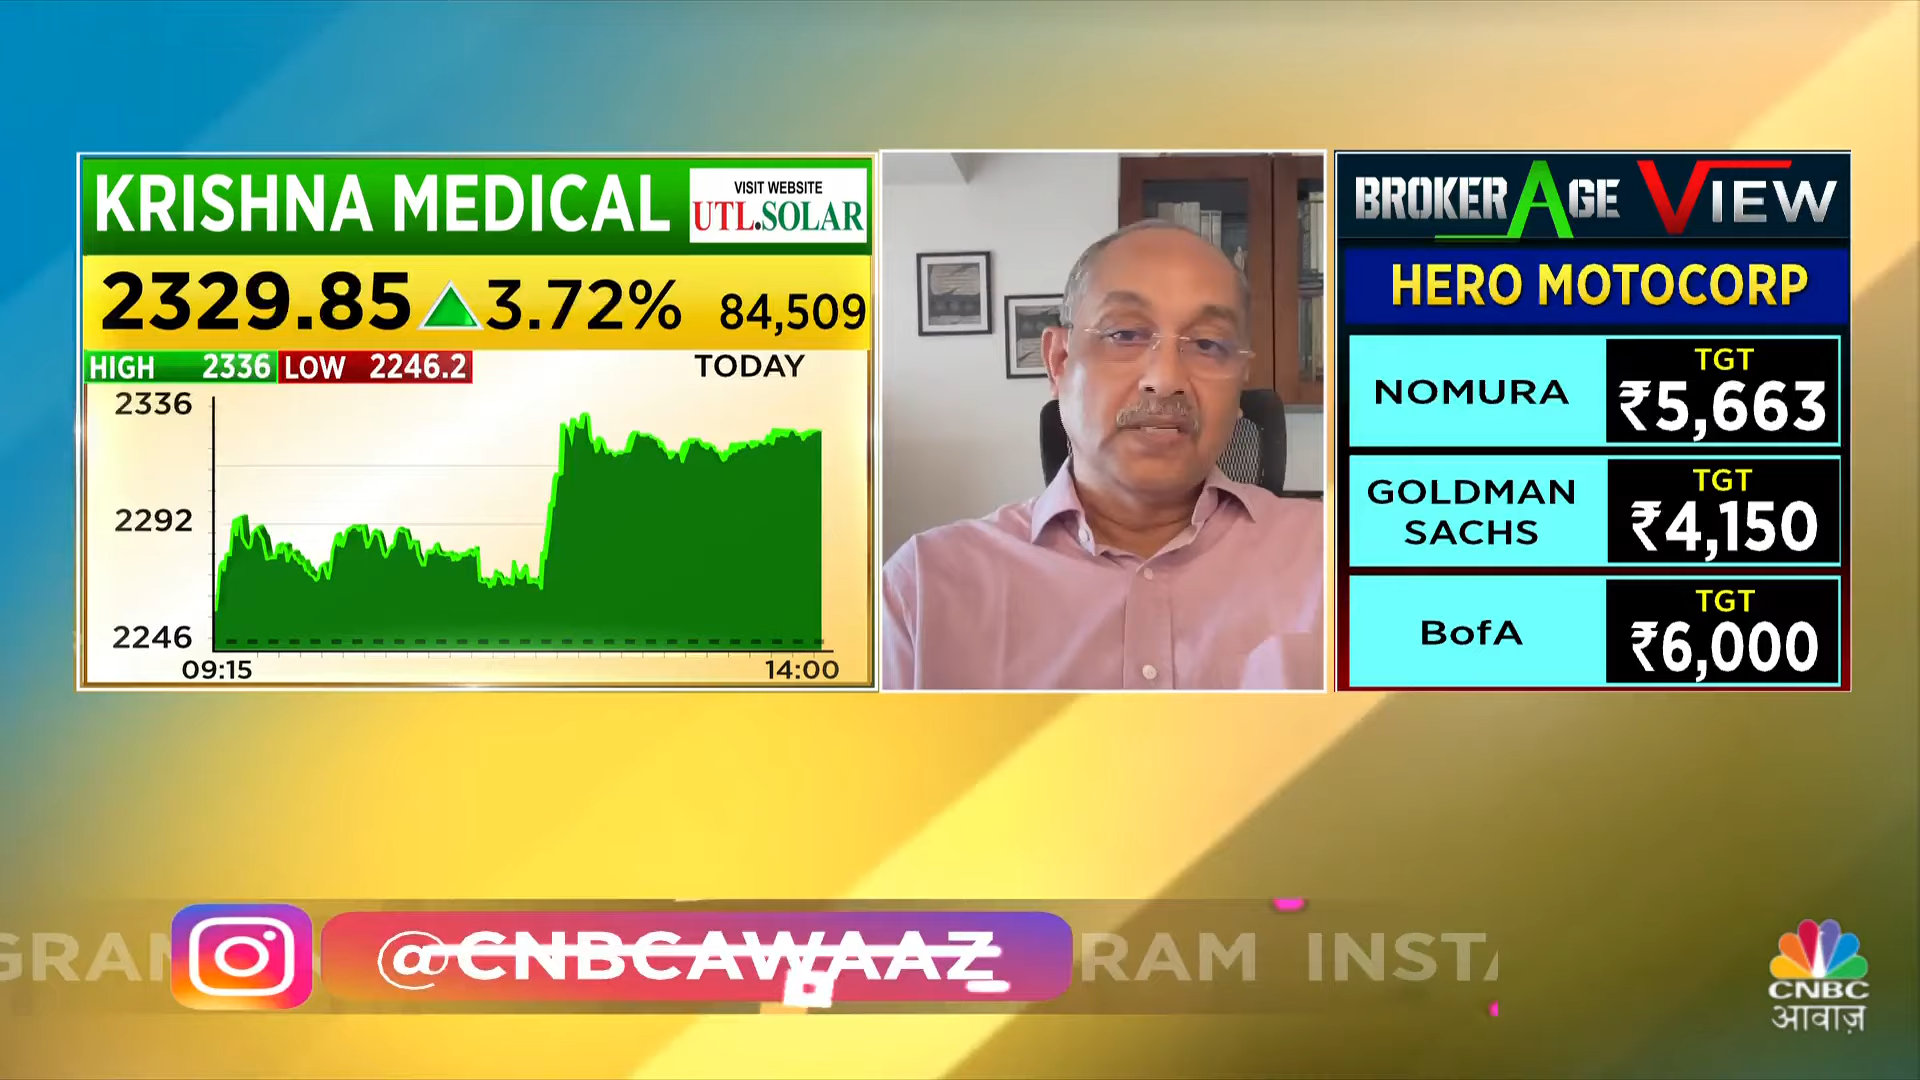 KRISHNA MEDICAL
VISIT WEBSITE
UTL.SOLAR
2329.85 3.72% 84,509
HIGH 2336 LOW 2246.2 TODAY
2336
2292
2246
09:15 14:00
BROKERAGE VIEW
HERO MOTOCORP
NOMURA
TGT
₹5,663
GOLDMAN
SACHS
TGT
₹4,150
BofA
TGT
₹6,000
GRAM
@CNBCAWAAZ
RAM INSTA
CNBC
आवाज़